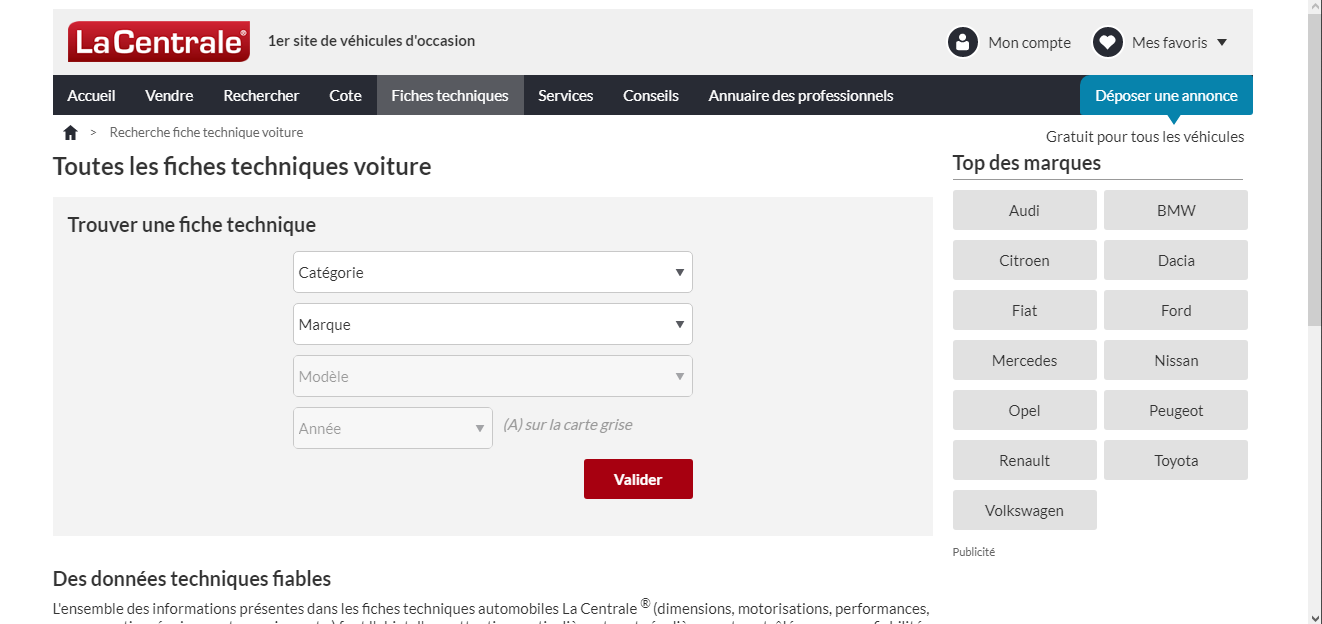 La Centrale®
1er site de véhicules d'occasion
Mon compte
Mes favoris
Accueil
Vendre
Rechercher
Cote
Fiches techniques
Services
Conseils
Annuaire des professionnels
Déposer une annonce
> Recherche fiche technique voiture
Gratuit pour tous les véhicules
Toutes les fiches techniques voiture
Trouver une fiche technique
Catégorie
Marque
Modèle
Année
(A) sur la carte grise
Valider
Top des marques
Audi
BMW
Citroen
Dacia
Fiat
Ford
Mercedes
Nissan
Opel
Peugeot
Renault
Toyota
Volkswagen
Publicité
Des données techniques fiables
L'ensemble des informations présentes dans les fiches techniques automobiles La Centrale ® (dimensions, motorisations, performances,